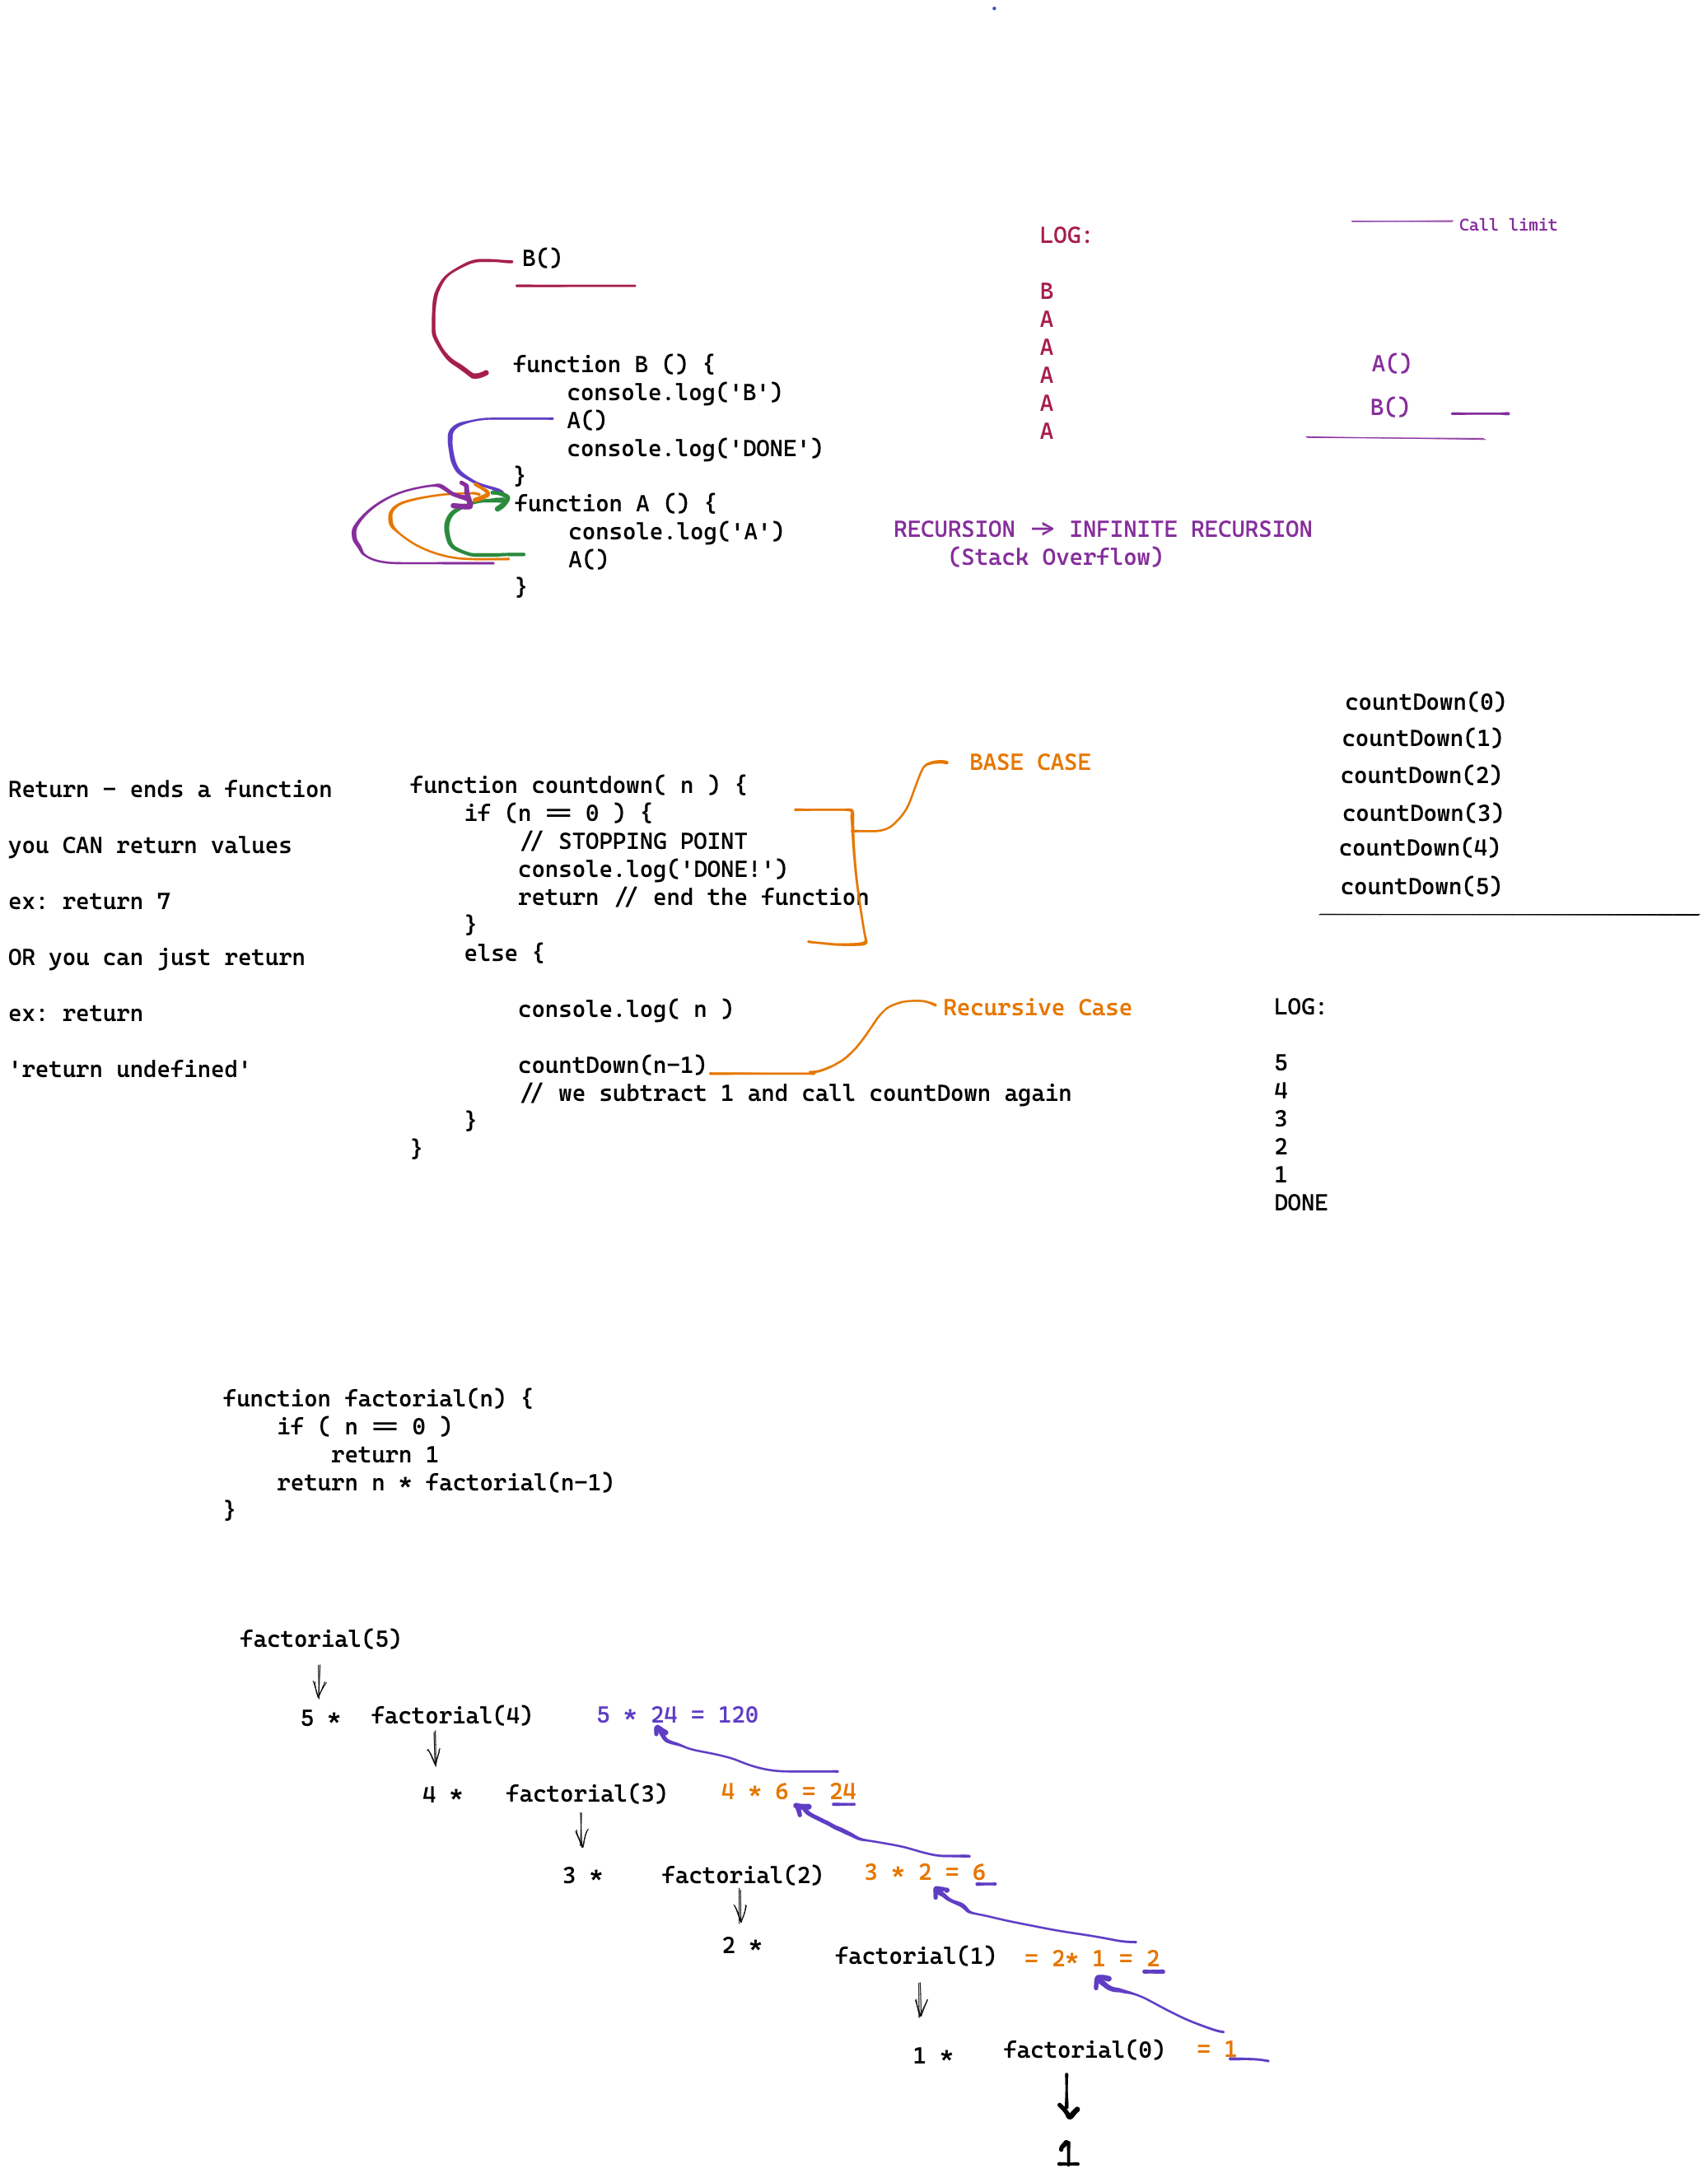 B()
function B () {
console.log('B')
A()
console.log('DONE')
}
function A () {
console.log('A')
A()
}
LOG:
B
A
A
A
A
A
Call limit
A()
B()
RECURSION -> INFINITE RECURSION
(Stack Overflow)
Return - ends a function
you CAN return values
ex: return 7
OR you can just return
ex: return
'return undefined'
function countdown( n ) {
if (n == 0 ) {
// STOPPING POINT
console.log('DONE!')
return // end the function
}
else {
console.log( n )
countDown(n-1)
// we subtract 1 and call countDown again
}
}
BASE CASE
Recursive Case
countDown(0)
countDown(1)
countDown(2)
countDown(3)
countDown(4)
countDown(5)
LOG:
5
4
3
2
1
DONE
function factorial(n) {
if ( n == 0 )
return 1
return n * factorial(n-1)
}
factorial(5)
5 * factorial(4) 5 * 24 = 120
4 * factorial(3) 4 * 6 = 24
3 * factorial(2) 3 * 2 = 6
2 * factorial(1) = 2* 1 = 2
1 * factorial(0) = 1
1